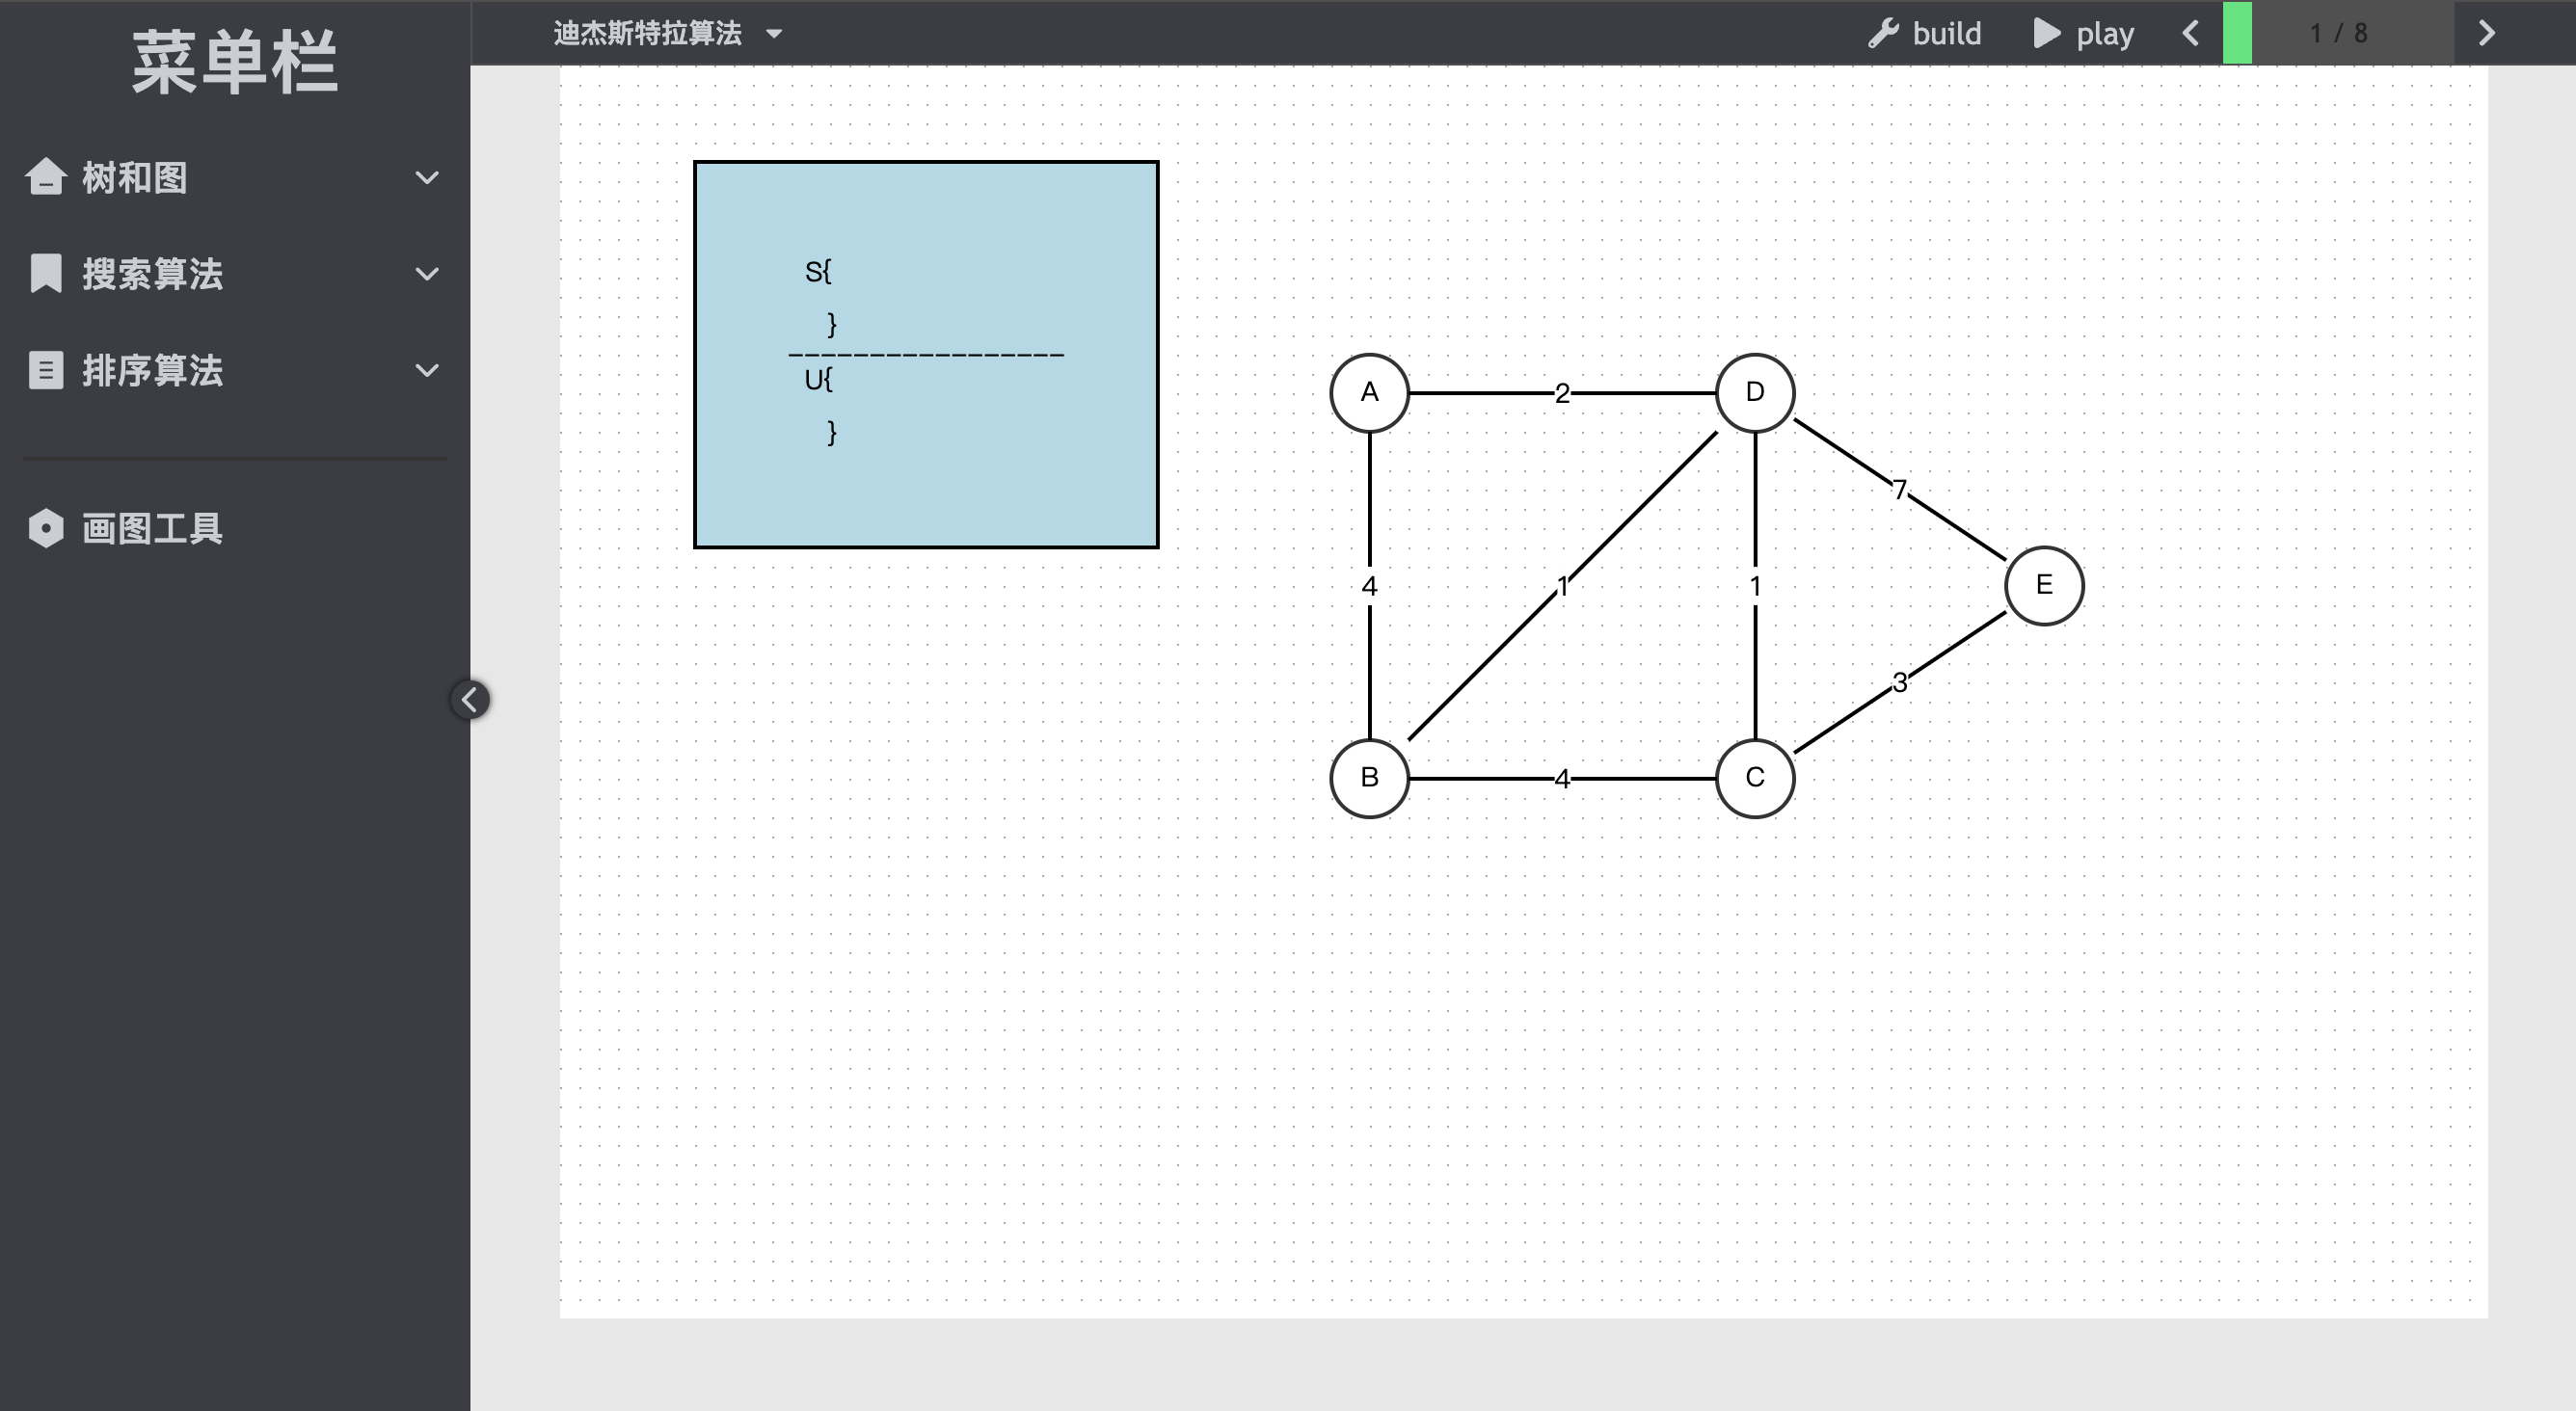 菜单栏
树和图
搜索算法
排序算法
画图工具
迪杰斯特拉算法
build
play
1 / 8
S{
}
-----------------
U{
}
A
2
D
7
4
1
1
E
3
B
4
C